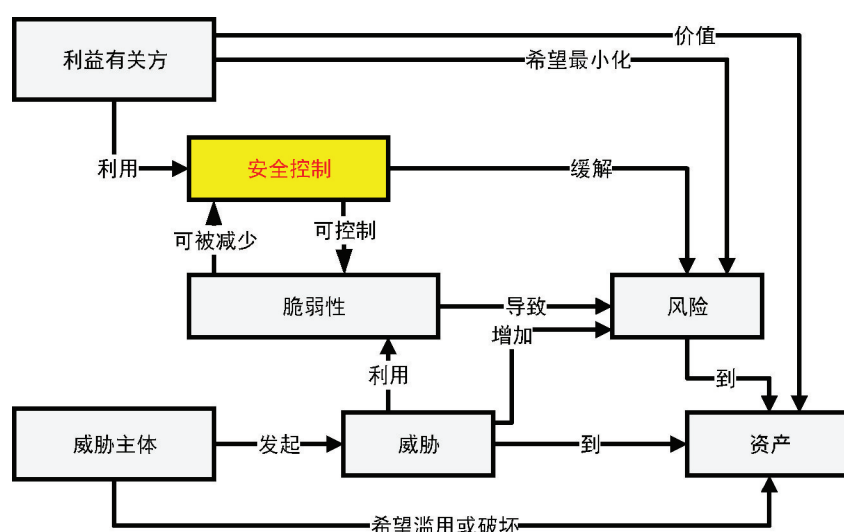 价值
利益有关方
希望最小化
利用
安全控制
缓解
可被减少
可控制
脆弱性
导致
风险
增加
利用
到
威胁主体
发起
威胁
到
资产
希望滥用或破坏